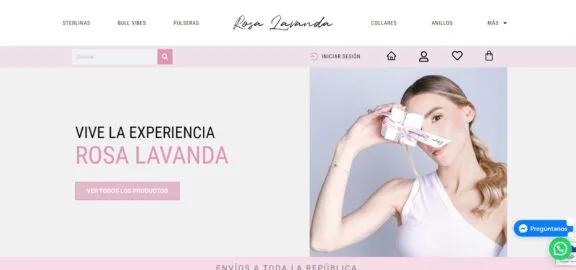 STERLINAS
BULL VIBES
PULSERAS
Rosa Lavanda
COLLARES
ANILLOS
MÁS
Buscar
INICIAR SESIÓN
VIVE LA EXPERIENCIA
ROSA LAVANDA
VER TODOS LOS PRODUCTOS
Pregúntanos
ENVÍOS A TODA LA REPÚBLICA